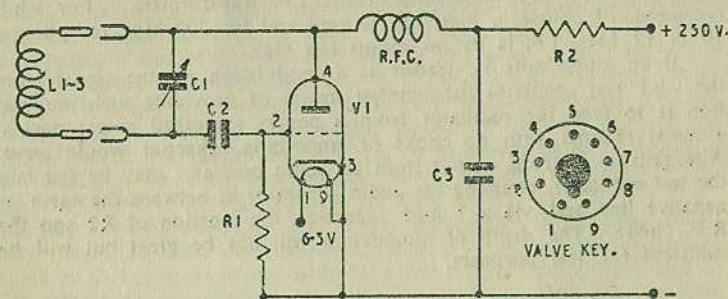 + 250V.
R.F.C.
R2
L1-3
C1
4
C2
V1
2
3
1 9
6·3V
R1
C3
5
4 6
3 7
2 8
1 9
VALVE KEY.
−